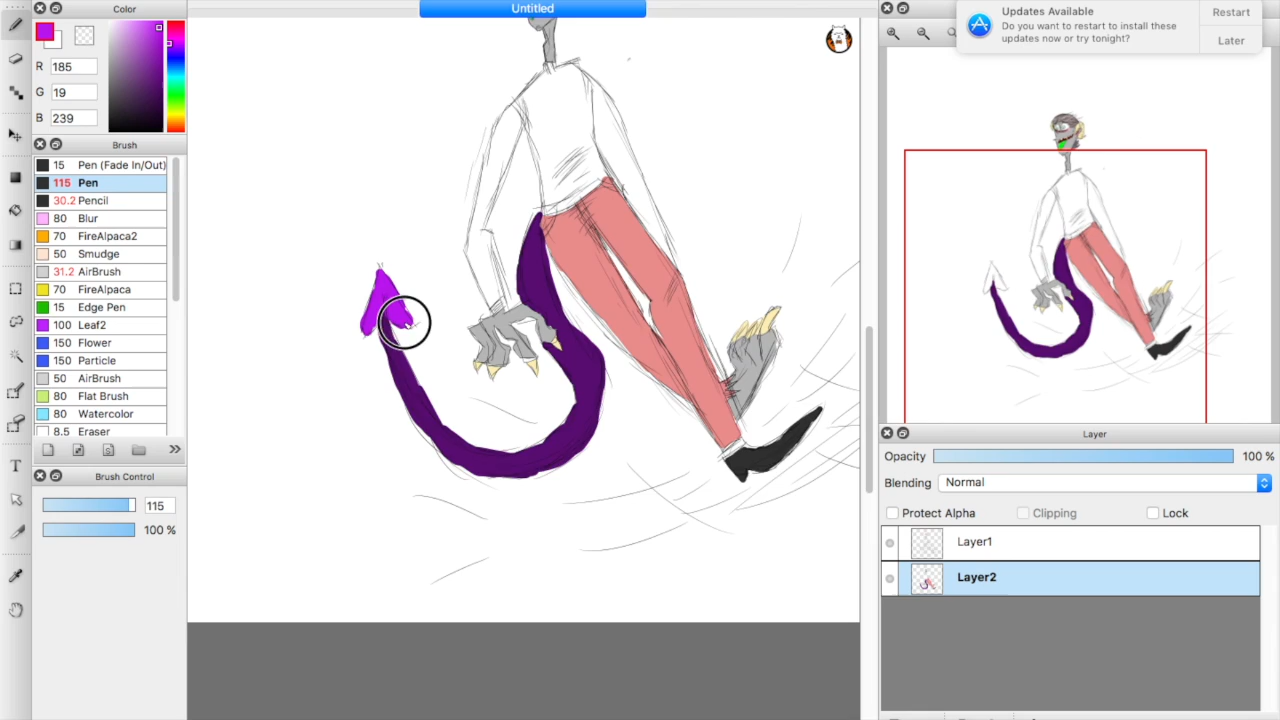 Untitled
Color
R 185
G 19
B 239
Brush
15 Pen (Fade In/Out)
115 Pen
30.2 Pencil
80 Blur
70 FireAlpaca2
50 Smudge
31.2 AirBrush
70 FireAlpaca
15 Edge Pen
100 Leaf2
150 Flower
150 Particle
50 AirBrush
80 Flat Brush
80 Watercolor
8.5 Eraser
Brush Control
115
100 %
T
Updates Available
Do you want to restart to install these
updates now or try tonight?
Restart
Later
Layer
Opacity 100 %
Blending Normal
Protect Alpha Clipping Lock
Layer1
Layer2